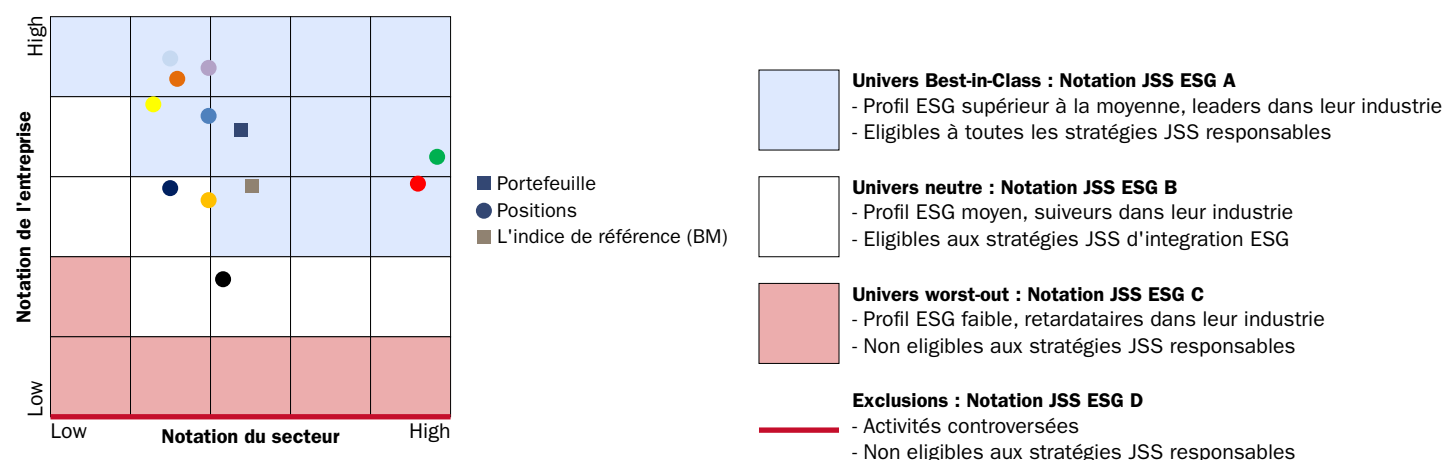 High
Notation de l'entreprise
Low
Low
Notation du secteur
High
Portefeuille
Positions
L'indice de référence (BM)
Univers Best-in-Class : Notation JSS ESG A
- Profil ESG supérieur à la moyenne, leaders dans leur industrie
- Eligibles à toutes les stratégies JSS responsables
Univers neutre : Notation JSS ESG B
- Profil ESG moyen, suiveurs dans leur industrie
- Eligibles aux stratégies JSS d'integration ESG
Univers worst-out : Notation JSS ESG C
- Profil ESG faible, retardataires dans leur industrie
- Non eligibles aux stratégies JSS responsables
Exclusions : Notation JSS ESG D
- Activités controversées
- Non eligibles aux stratégies JSS responsables